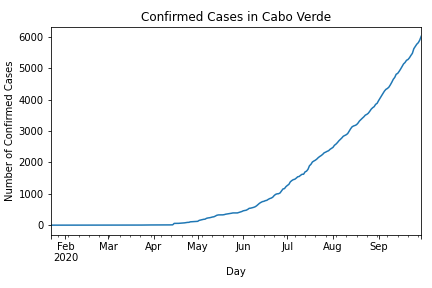 Confirmed Cases in Cabo Verde
6000
5000
4000
3000
2000
1000
0
Number of Confirmed Cases
Feb Mar Apr May Jun Jul Aug Sep
2020
Day